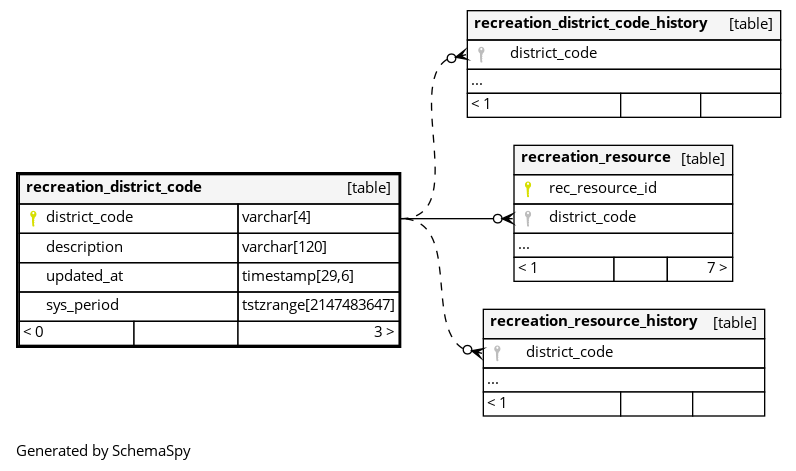 recreation_district_code_history [table]
district_code
...
< 1
recreation_resource [table]
rec_resource_id
district_code
...
< 1 7 >
recreation_district_code [table]
district_code varchar[4]
description varchar[120]
updated_at timestamp[29,6]
sys_period tstzrange[2147483647]
< 0 3 >
recreation_resource_history [table]
district_code
...
< 1
Generated by SchemaSpy